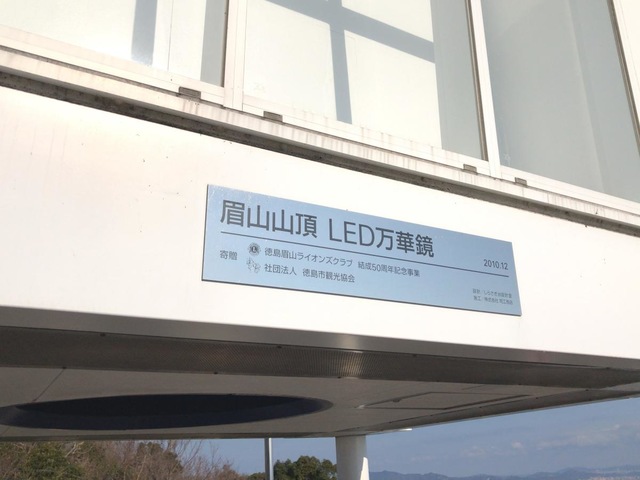 眉山山頂 LED万華鏡
2010.12
寄贈
徳島眉山ライオンズクラブ 結成50周年記念事業
社団法人 徳島市観光協会